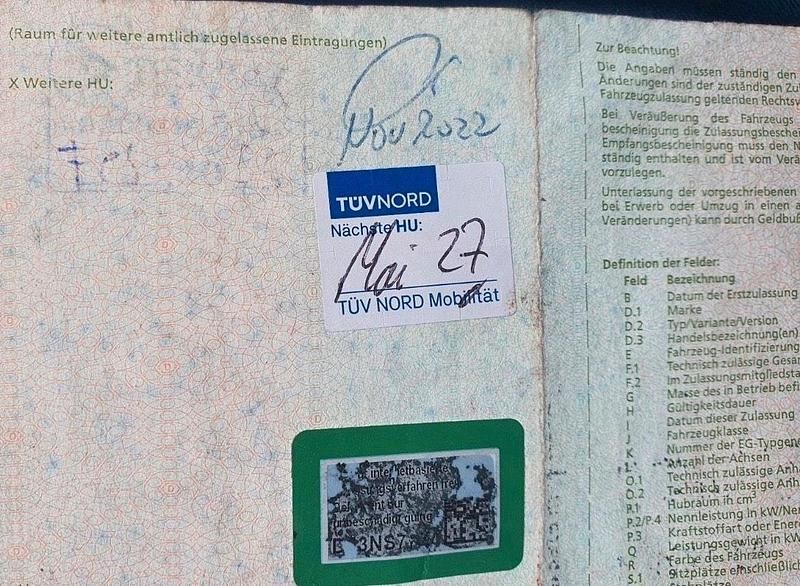 (Raum für weitere amtlich zugelassene Eintragungen)
X Weitere HU:
Nov 2022
TÜVNORD
Nächste HU:
Mai 27
TÜV NORD Mobilität
3NS7
Zur Beachtung!
Die Angaben müssen ständig den
Änderungen sind der zuständigen Zu
Fahrzeugzulassung geltenden Rechtsv
Bei Veräußerung des Fahrzeugs
bescheinigung die Zulassungsbesche
Empfangsbescheinigung muss den N
ständig enthalten und ist vom Verä
vorzulegen.
Unterlassung der vorgeschriebenen
bei Erwerb oder Umzug in einen a
Veränderungen) kann durch Geldbu
Definition der Felder:
Feld Bezeichnung
B Datum der Erstzulassung
D.1 Marke
D.2 Typ/Variante/Version
D.3 Handelsbezeichnung(en)
E Fahrzeug-Identifizierung
F.1 Technisch zulässige Gesa
F.2 Im Zulassungsmitgliedsta
G Masse des in Betrieb befi
H Gültigkeitsdauer
I Datum dieser Zulassung
J Fahrzeugklasse
K Nummer der EG-Typgen
L Anzahl der Achsen
O.1 Technisch zulässige Anh
O.2 Technisch zulässige Anh
P.1 Hubraum in cm³
P.2/P.4 Nennleistung in kW/Nen
P.3 Kraftstoffart oder Ener
Q Leistungsgewicht in kW
R Farbe des Fahrzeugs
S.1 Sitzplätze einschließlich